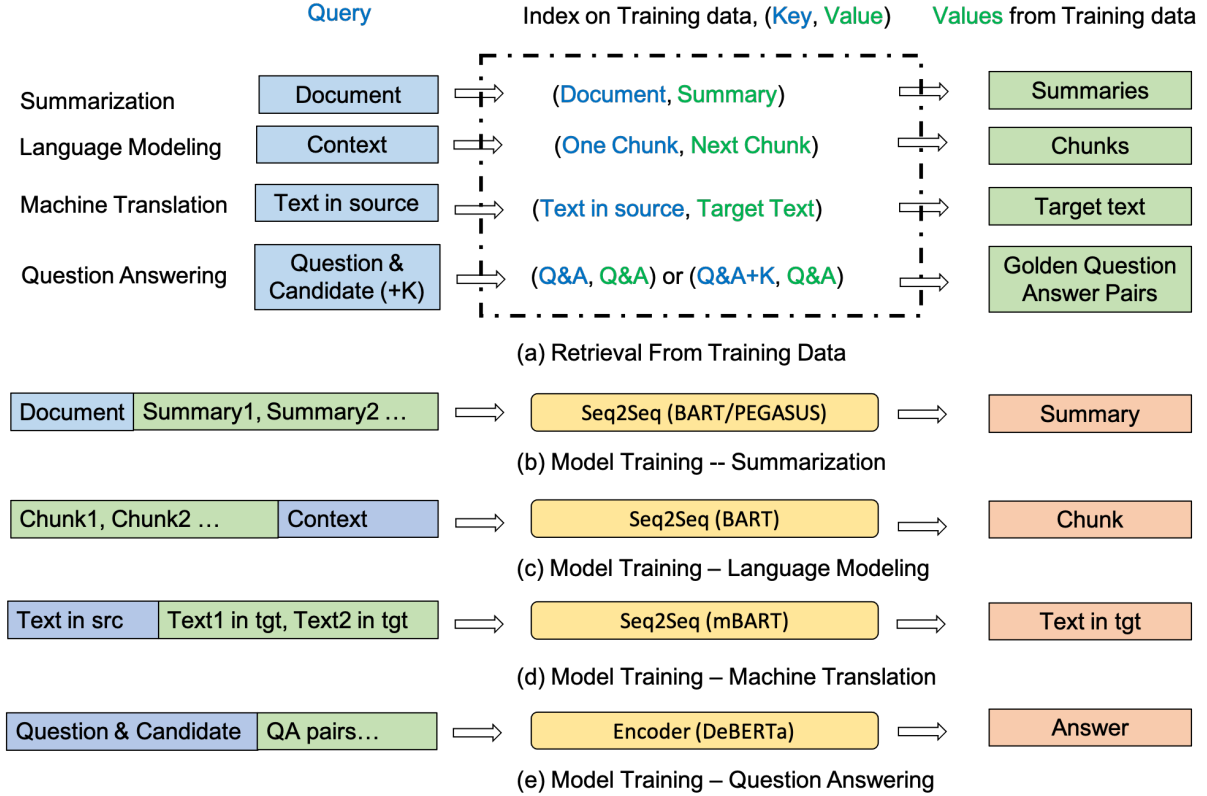 Query
Index on Training data, (Key, Value)
Values from Training data
Summarization
Document
(Document, Summary)
Summaries
Language Modeling
Context
(One Chunk, Next Chunk)
Chunks
Machine Translation
Text in source
(Text in source, Target Text)
Target text
Question Answering
Question &
Candidate (+K)
(Q&A, Q&A) or (Q&A+K, Q&A)
Golden Question
Answer Pairs
(a) Retrieval From Training Data
Document
Summary1, Summary2 ...
Seq2Seq (BART/PEGASUS)
Summary
(b) Model Training -- Summarization
Chunk1, Chunk2 ...
Context
Seq2Seq (BART)
Chunk
(c) Model Training – Language Modeling
Text in src
Text1 in tgt, Text2 in tgt
Seq2Seq (mBART)
Text in tgt
(d) Model Training – Machine Translation
Question & Candidate
QA pairs...
Encoder (DeBERTa)
Answer
(e) Model Training – Question Answering